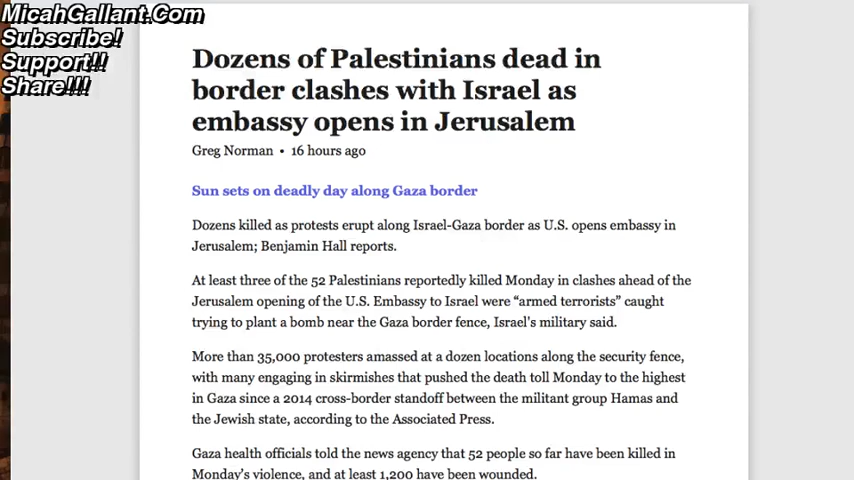 MicahGallant.Com
Subscribe!
Support!!
Share!!!
Dozens of Palestinians dead in
border clashes with Israel as
embassy opens in Jerusalem
Greg Norman • 16 hours ago
Sun sets on deadly day along Gaza border
Dozens killed as protests erupt along Israel-Gaza border as U.S. opens embassy in
Jerusalem; Benjamin Hall reports.
At least three of the 52 Palestinians reportedly killed Monday in clashes ahead of the
Jerusalem opening of the U.S. Embassy to Israel were “armed terrorists” caught
trying to plant a bomb near the Gaza border fence, Israel's military said.
More than 35,000 protesters amassed at a dozen locations along the security fence,
with many engaging in skirmishes that pushed the death toll Monday to the highest
in Gaza since a 2014 cross-border standoff between the militant group Hamas and
the Jewish state, according to the Associated Press.
Gaza health officials told the news agency that 52 people so far have been killed in
Monday's violence, and at least 1,200 have been wounded.